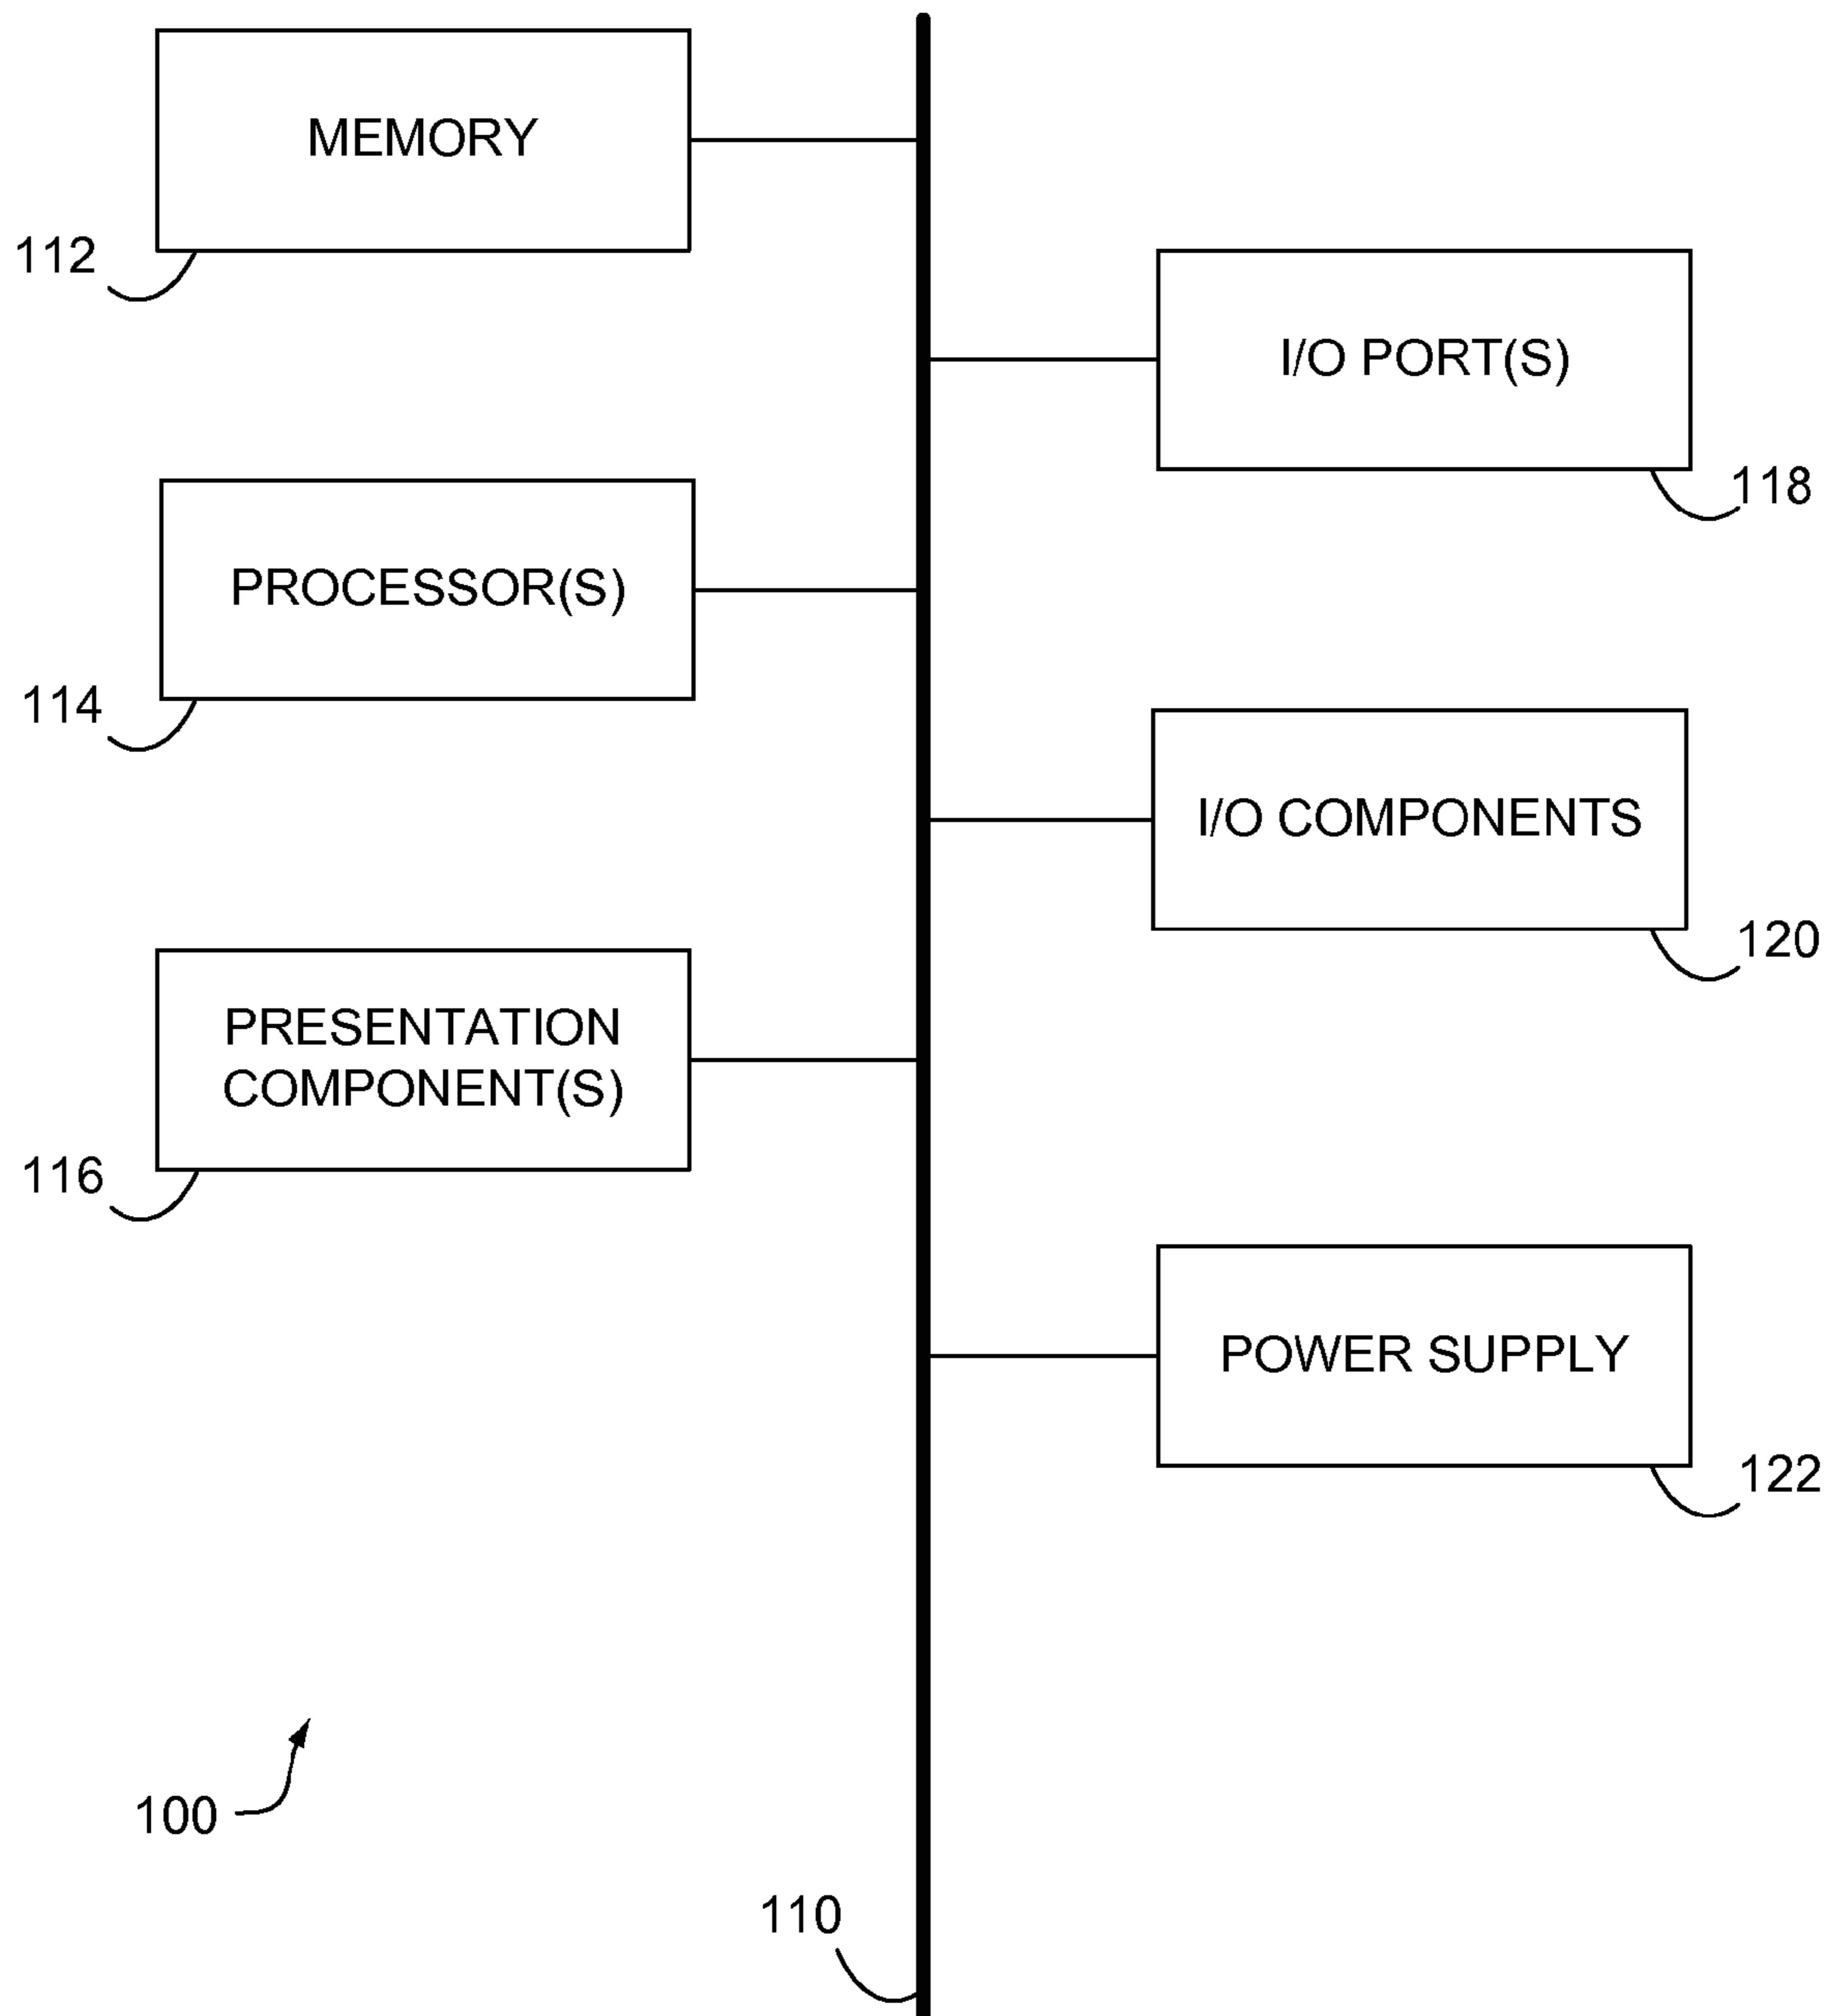 MEMORY
112
I/O PORT(S)
118
PROCESSOR(S)
114
I/O COMPONENTS
120
PRESENTATION
COMPONENT(S)
116
POWER SUPPLY
122
100
110